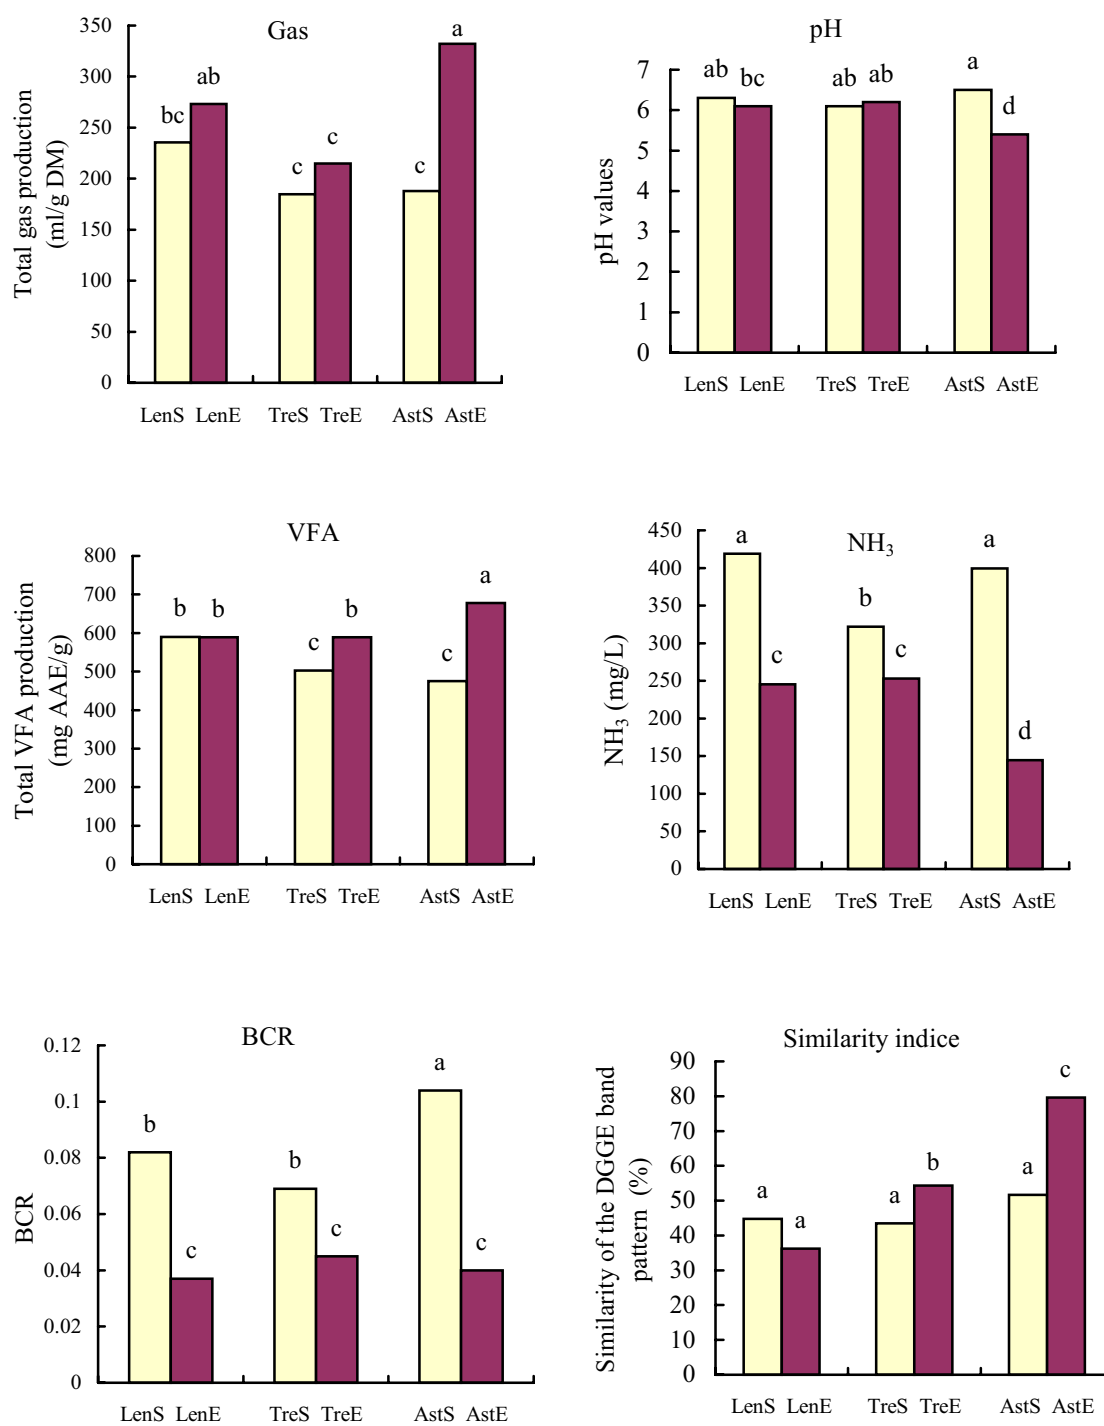 Gas
Total gas production
(ml/g DM)
350
300
250
200
150
100
50
0
bc
ab
c
c
c
a
LenS LenE TreS TreE AstS AstE
pH
pH values
7
6
5
4
3
2
1
0
ab
bc
ab
ab
a
d
LenS LenE TreS TreE AstS AstE
VFA
Total VFA production
(mg AAE/g)
800
700
600
500
400
300
200
100
0
b
b
c
b
c
a
LenS LenE TreS TreE AstS AstE
NH₃
NH₃ (mg/L)
450
400
350
300
250
200
150
100
50
0
a
c
b
c
a
d
LenS LenE TreS TreE AstS AstE
BCR
BCR
0.12
0.1
0.08
0.06
0.04
0.02
0
b
c
b
c
a
c
LenS LenE TreS TreE AstS AstE
Similarity indice
Similarity of the DGGE band
pattern (%)
90
80
70
60
50
40
30
20
10
0
a
a
a
b
a
c
LenS LenE TreS TreE AstS AstE